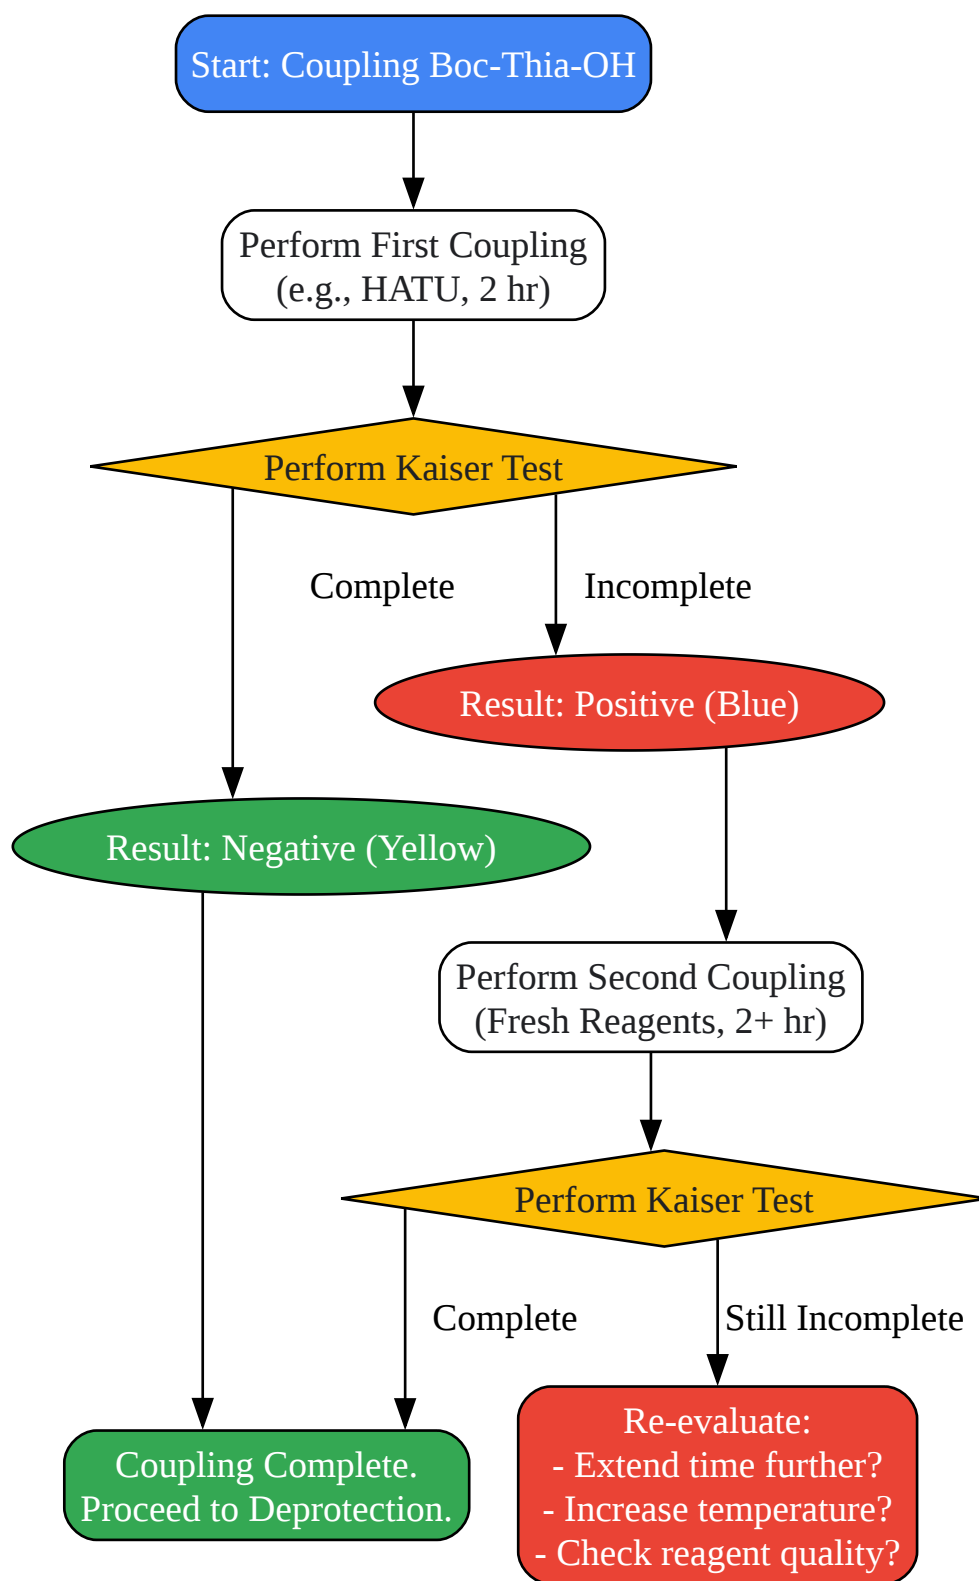 Start: Coupling Boc-Thia-OH
Perform First Coupling
(e.g., HATU, 2 hr)
Perform Kaiser Test
Complete
Incomplete
Result: Positive (Blue)
Result: Negative (Yellow)
Perform Second Coupling
(Fresh Reagents, 2+ hr)
Perform Kaiser Test
Complete
Still Incomplete
Coupling Complete.
Proceed to Deprotection.
Re-evaluate:
- Extend time further?
- Increase temperature?
- Check reagent quality?